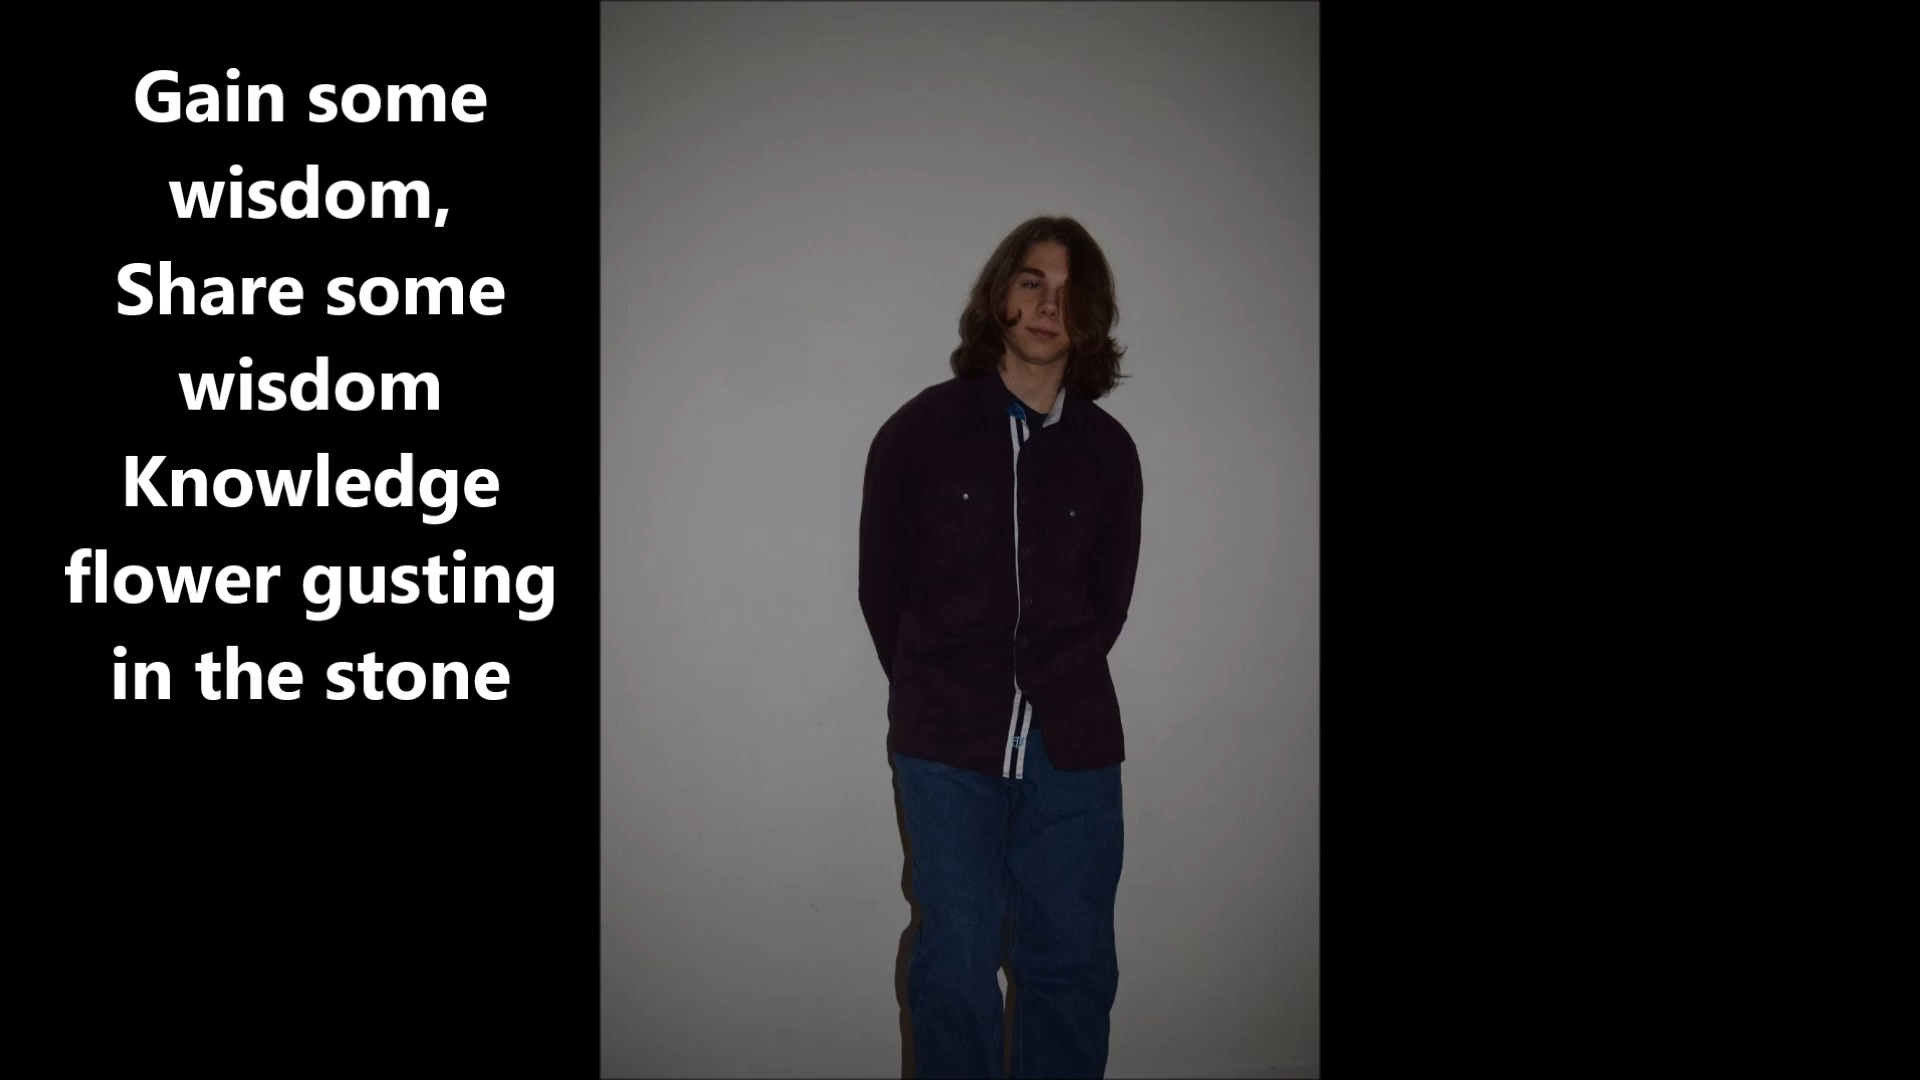 Gain some
wisdom,
Share some
wisdom
Knowledge
flower gusting
in the stone